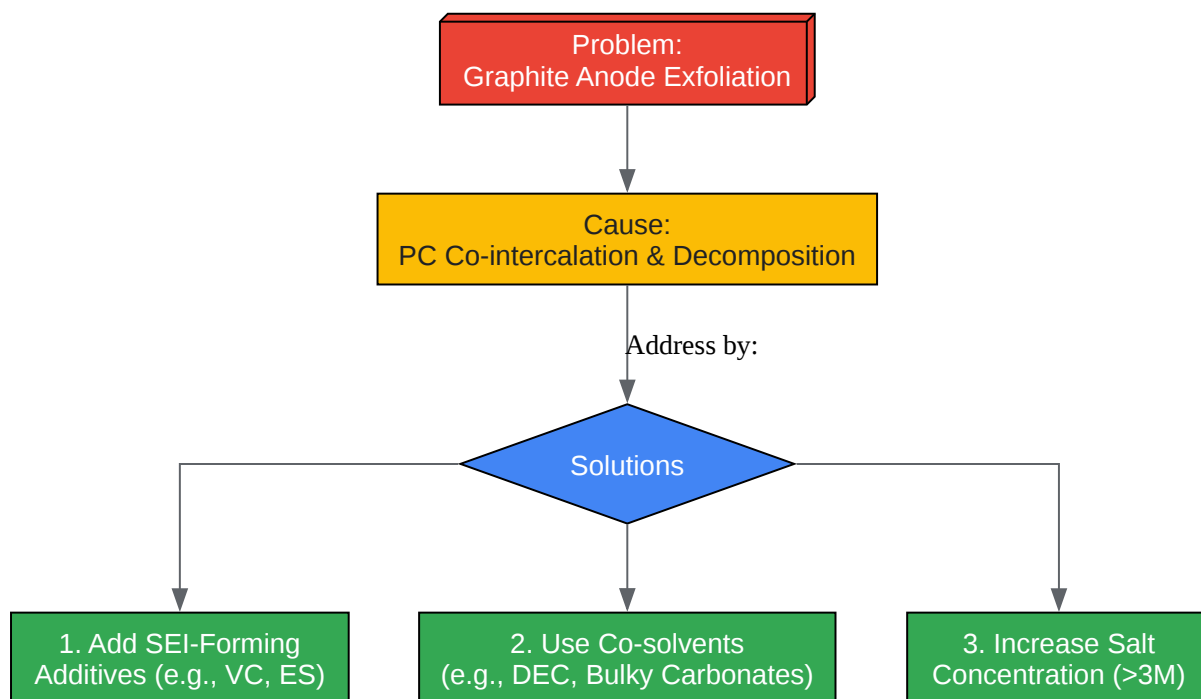 Problem:
Graphite Anode Exfoliation
Cause:
PC Co-intercalation & Decomposition
Address by:
Solutions
1. Add SEI-Forming
Additives (e.g., VC, ES)
2. Use Co-solvents
(e.g., DEC, Bulky Carbonates)
3. Increase Salt
Concentration (>3M)